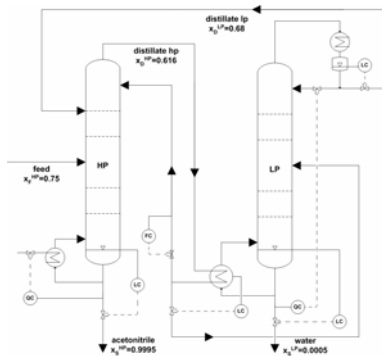 distillate lp
x_D^LP=0.68
distillate hp
x_D^HP=0.616
LC
HP
LP
feed
x_F^HP=0.75
FC
QC
LC
LC
QC
LC
acetonitrile
x_B^HP=0.9995
water
x_B^LP=0.0005